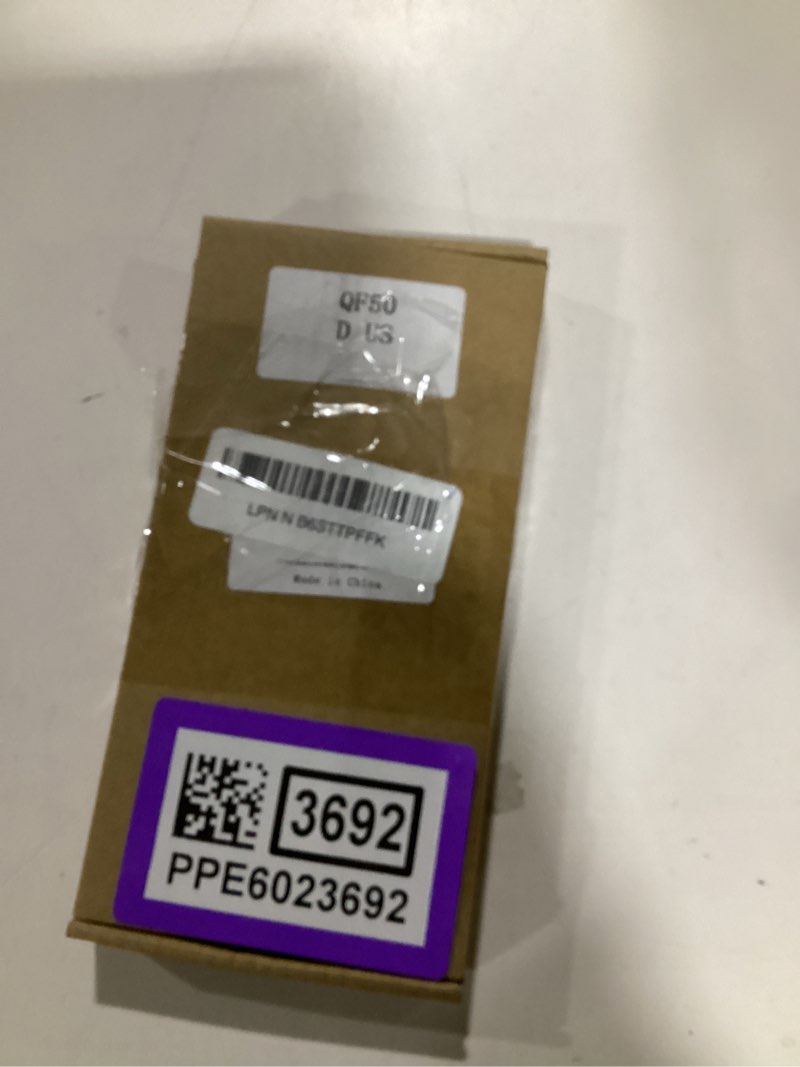 QF50
D US
LPN N B6STTPFFK
Made in China
3692
PPE6023692